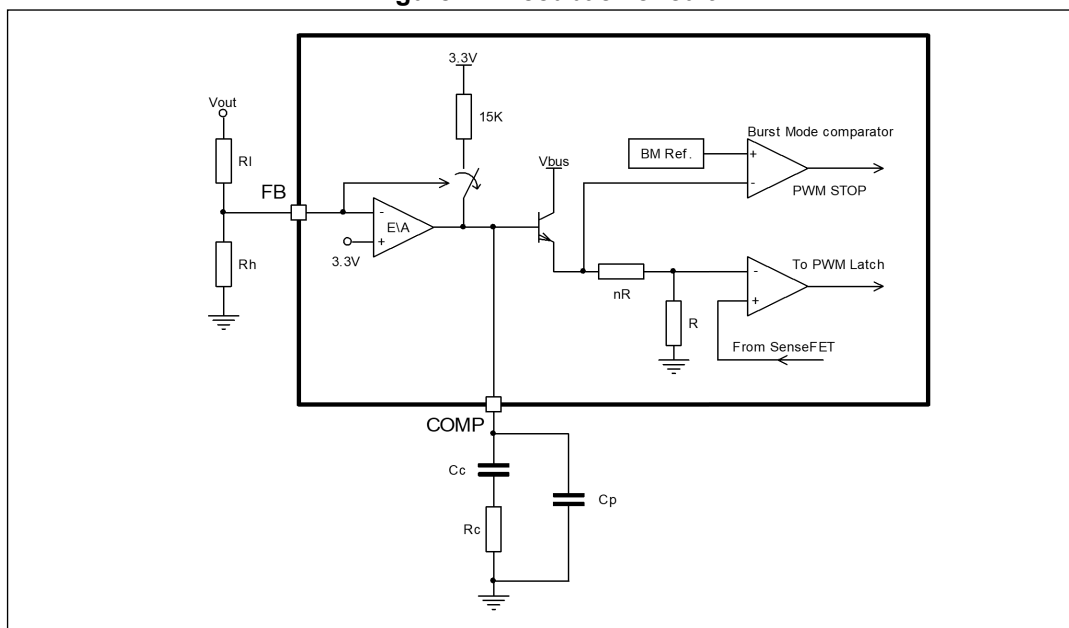 3.3V
15K
Vout
Rl
FB
Rh
E\A
-
+
3.3V
Vbus
BM Ref.
Burst Mode comparator
+
-
PWM STOP
nR
R
To PWM Latch
-
+
From SenseFET
COMP
Cc
Rc
Cp